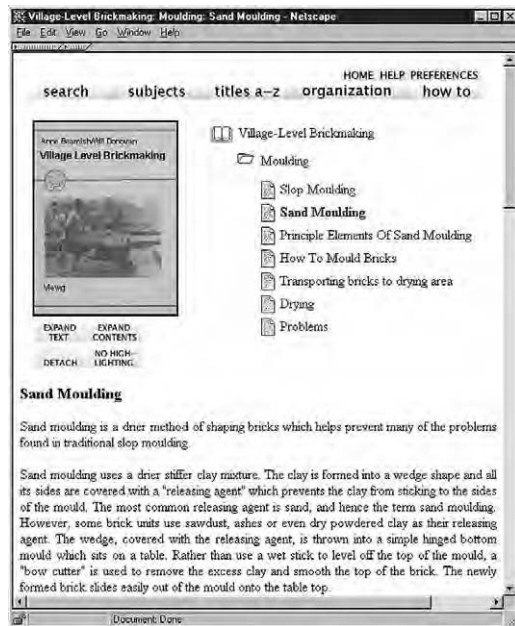 Village-Level Brickmaking: Moulding: Sand Moulding - Netscape
File Edit View Go Window Help
HOME HELP PREFERENCES
search subjects titles a–z organization how to
Anne Beamish/Will Donovan
Village Level Brickmaking
Vieweg
EXPAND TEXT
EXPAND CONTENTS
DETACH
NO HIGH-LIGHTING
Village-Level Brickmaking
Moulding
Slop Moulding
Sand Moulding
Principle Elements Of Sand Moulding
How To Mould Bricks
Transporting bricks to drying area
Drying
Problems
Sand Moulding
Sand moulding is a drier method of shaping bricks which helps prevent many of the problems
found in traditional slop moulding.
Sand moulding uses a drier stiffer clay mixture. The clay is formed into a wedge shape and all
its sides are covered with a "releasing agent" which prevents the clay from sticking to the sides
of the mould. The most common releasing agent is sand, and hence the term sand moulding.
However, some brick units use sawdust, ashes or even dry powdered clay as their releasing
agent. The wedge, covered with the releasing agent, is thrown into a simple hinged bottom
mould which sits on a table. Rather than use a wet stick to level off the top of the mould, a
"bow cutter" is used to remove the excess clay and smooth the top of the brick. The newly
formed brick slides easily out of the mould onto the table top.
Document: Done